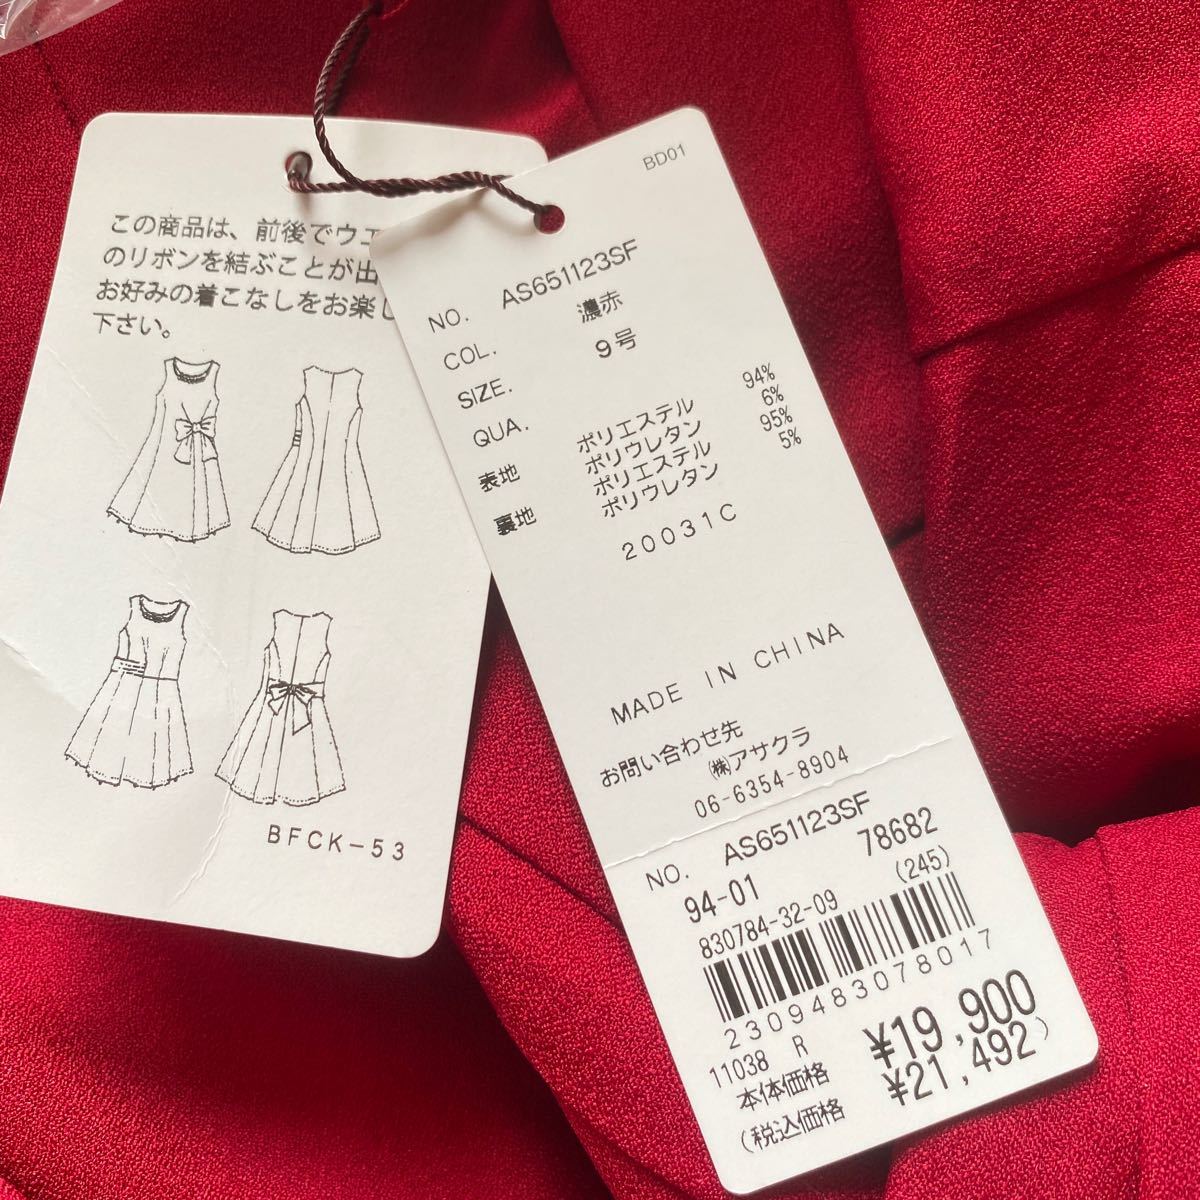 この商品は、前後でウエ
のリボンを結ぶことが出
お好みの着こなしをお楽し
下さい。
BFCK-53
BD01
NO. AS651123SF
COL. 濃赤
SIZE. 9号
QUA.
表地 ポリエステル 94%
ポリウレタン 6%
裏地 ポリエステル 95%
ポリウレタン 5%
20031C
MADE IN CHINA
お問い合わせ先
㈱アサクラ
06-6354-8904
NO. AS651123SF
94-01 78682
830784-32-09 (245)
2309483078017
11038 R
本体価格 ¥19,900
(税込価格 ¥21,492)